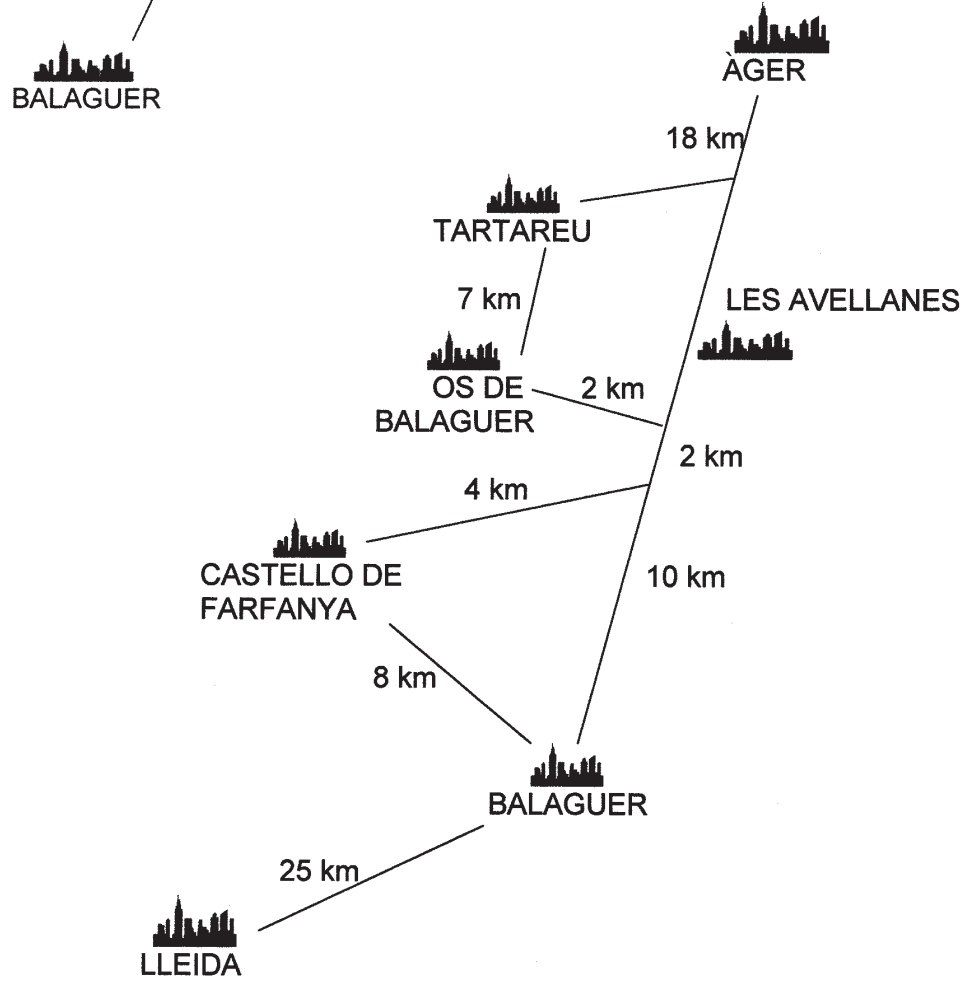 BALAGUER
ÀGER
18 km
TARTAREU
7 km
LES AVELLANES
OS DE
BALAGUER
2 km
2 km
4 km
CASTELLO DE
FARFANYA
10 km
8 km
BALAGUER
25 km
LLEIDA